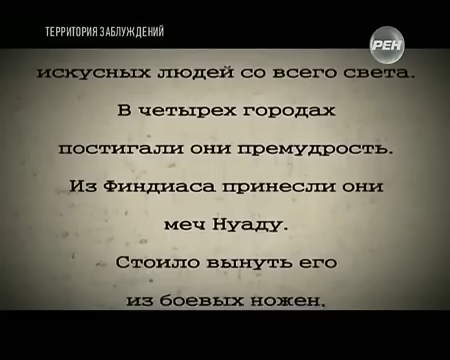 ТЕРРИТОРИЯ ЗАБЛУЖДЕНИЙ
РЕН
искусных людей со всего света.
В четырех городах
постигали они премудрость.
Из Финдиаса принесли они
меч Нуаду.
Стоило вынуть его
из боевых ножен,